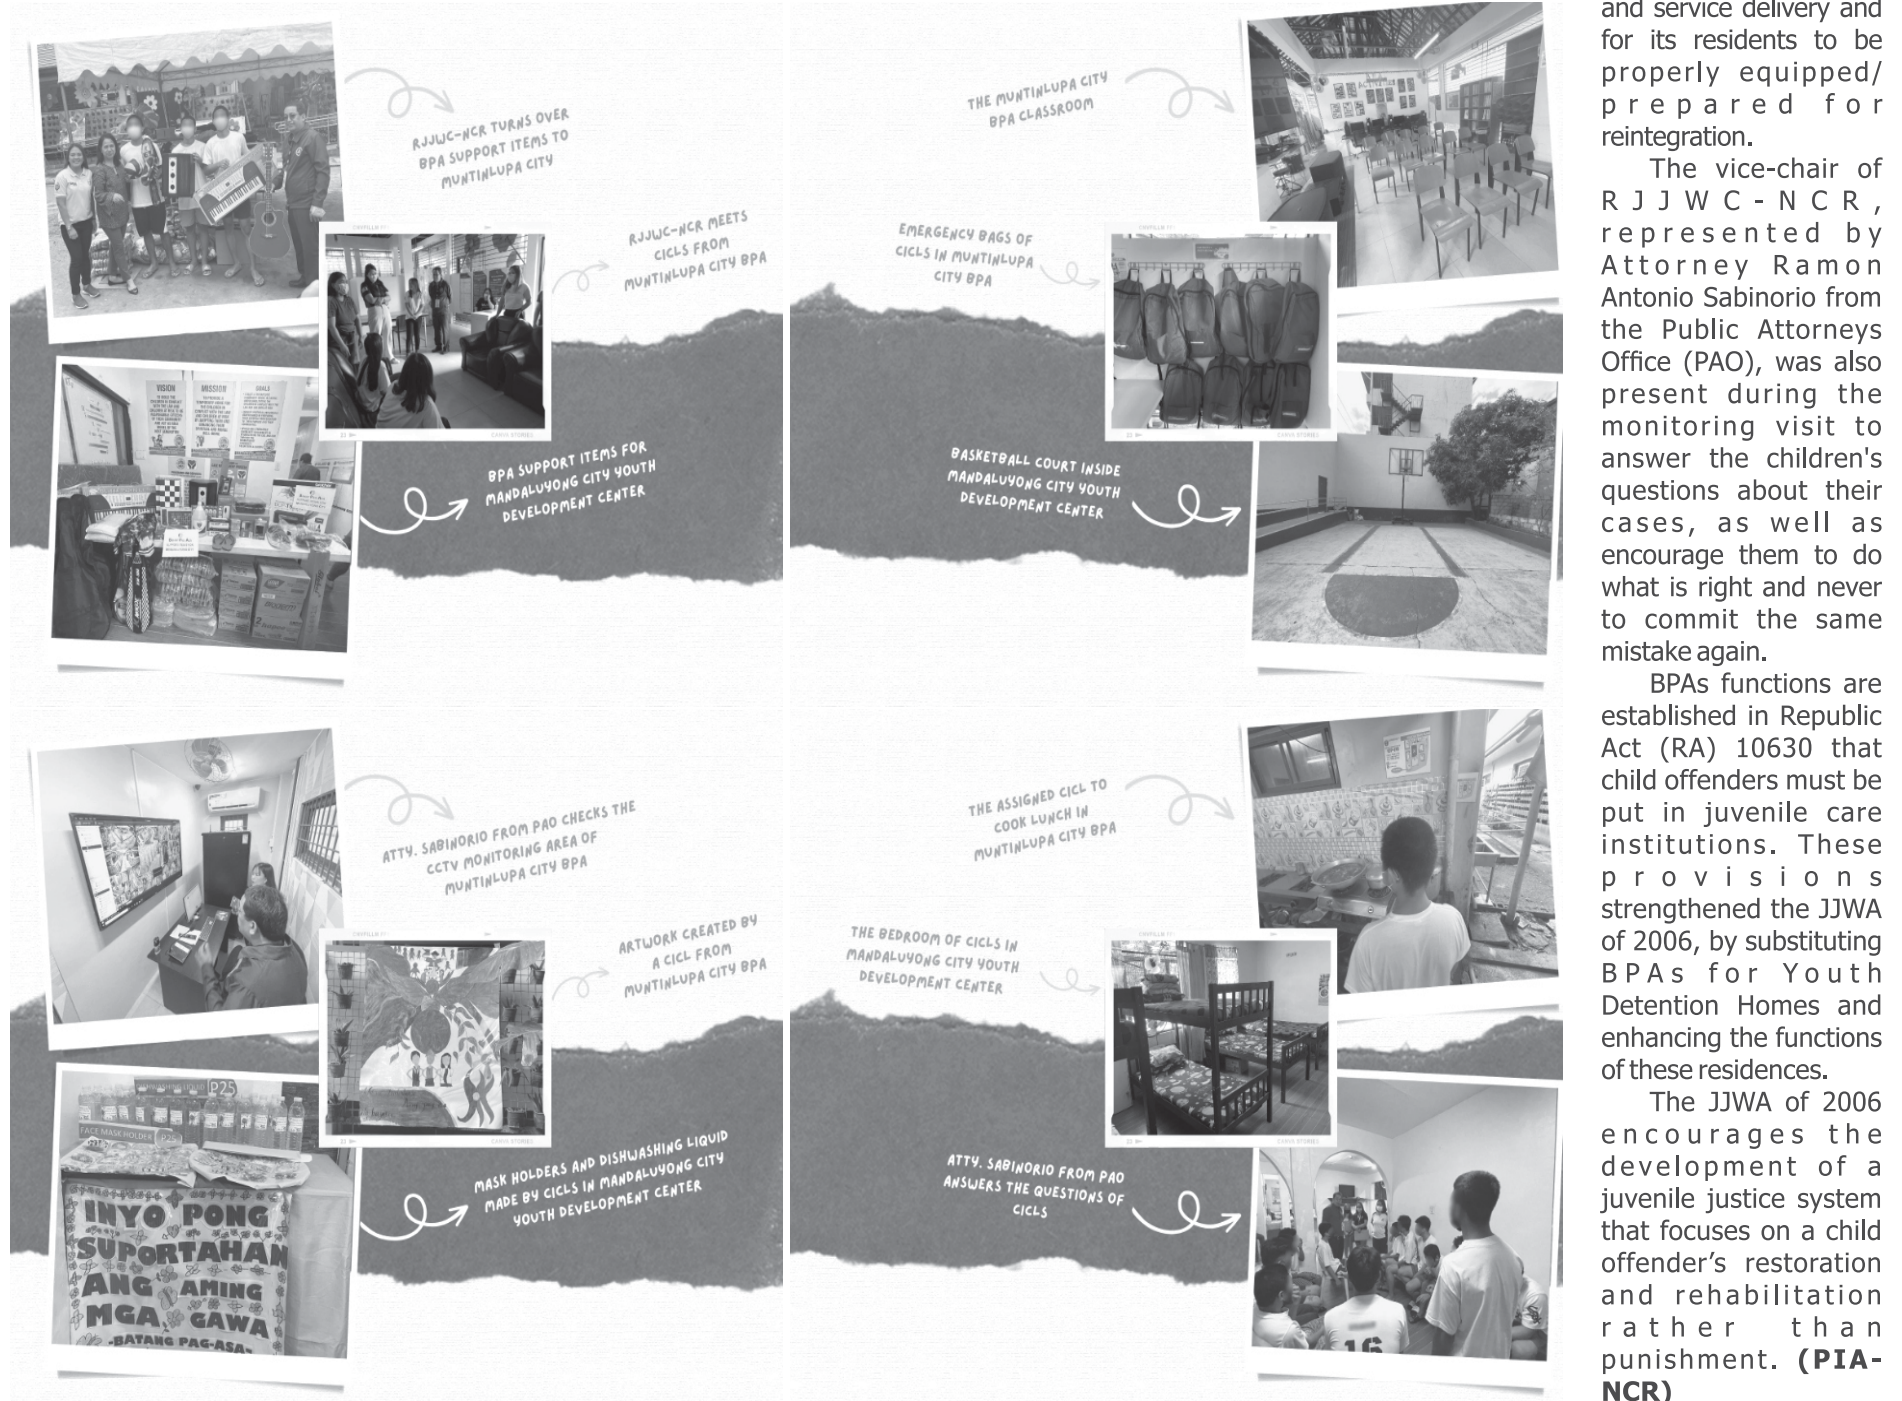 RJJWC-NCR TURNS OVER
BPA SUPPORT ITEMS TO
MUNTINLUPA CITY
RJJWC-NCR MEETS
CICLS FROM
MUNTINLUPA CITY BPA
VISION
MISSION
GOALS
CANVA STORIES
BPA SUPPORT ITEMS FOR
MANDALUYONG CITY YOUTH
DEVELOPMENT CENTER
THE MUNTINLUPA CITY
BPA CLASSROOM
EMERGENCY BAGS OF
CICLS IN MUNTINLUPA
CITY BPA
CANVA STORIES
BASKETBALL COURT INSIDE
MANDALUYONG CITY YOUTH
DEVELOPMENT CENTER
ATTY. SABINORIO FROM PAO CHECKS THE
CCTV MONITORING AREA OF
MUNTINLUPA CITY BPA
ARTWORK CREATED BY
A CICL FROM
MUNTINLUPA CITY BPA
CANVA STORIES
DISHWASHING LIQUID P25
FACE MASK HOLDER P25
INYO PONG
SUPORTAHAN
ANG AMING
MGA GAWA
-BATANG PAG-ASA-
MASK HOLDERS AND DISHWASHING LIQUID
MADE BY CICLS IN MANDALUYONG CITY
YOUTH DEVELOPMENT CENTER
THE ASSIGNED CICL TO
COOK LUNCH IN
MUNTINLUPA CITY BPA
THE BEDROOM OF CICLS IN
MANDALUYONG CITY YOUTH
DEVELOPMENT CENTER
CANVA STORIES
ATTY. SABINORIO FROM PAO
ANSWERS THE QUESTIONS OF
CICLS
16
and service delivery and
for its residents to be
properly equipped/
prepared for
reintegration.
The vice-chair of
RJJWC-NCR,
represented by
Attorney Ramon
Antonio Sabinorio from
the Public Attorneys
Office (PAO), was also
present during the
monitoring visit to
answer the children's
questions about their
cases, as well as
encourage them to do
what is right and never
to commit the same
mistake again.
BPAs functions are
established in Republic
Act (RA) 10630 that
child offenders must be
put in juvenile care
institutions. These
provisions
strengthened the JJWA
of 2006, by substituting
BPAs for Youth
Detention Homes and
enhancing the functions
of these residences.
The JJWA of 2006
encourages the
development of a
juvenile justice system
that focuses on a child
offender’s restoration
and rehabilitation
rather than
punishment. (PIA-
NCR)